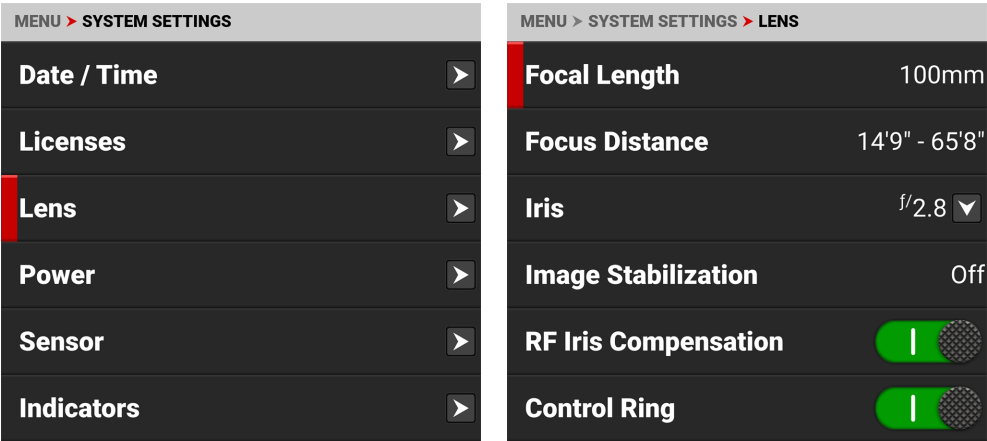 MENU > SYSTEM SETTINGS
Date / Time
Licenses
Lens
Power
Sensor
Indicators
MENU > SYSTEM SETTINGS > LENS
Focal Length 100mm
Focus Distance 14'9" - 65'8"
Iris ƒ/2.8
Image Stabilization Off
RF Iris Compensation
Control Ring